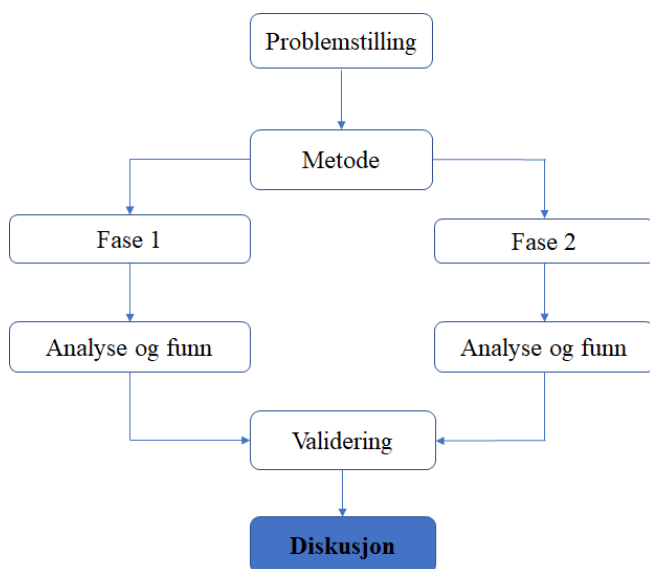 Problemstilling
Metode
Fase 1
Fase 2
Analyse og funn
Analyse og funn
Validering
Diskusjon